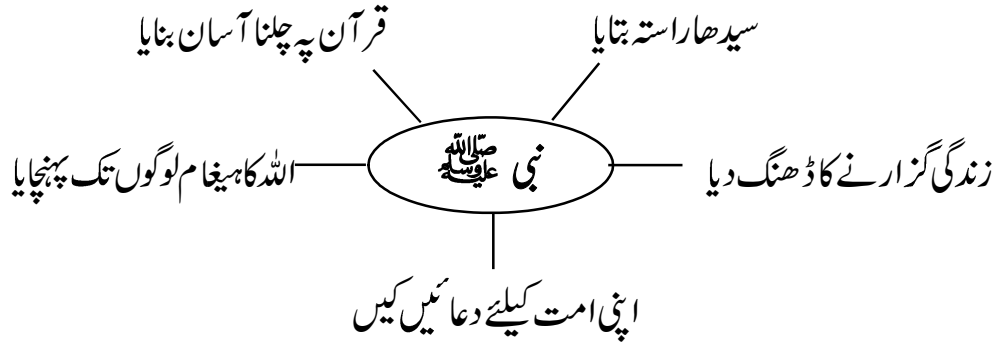 سیدھا راستہ بتایا
قرآن پہ چلنا آسان بنایا
نبی ﷺ
زندگی گزارنے کا ڈھنگ دیا
اللہ کا ہیغام لوگوں تک پہنچایا
اپنی امت کیلئے دعائیں کیں